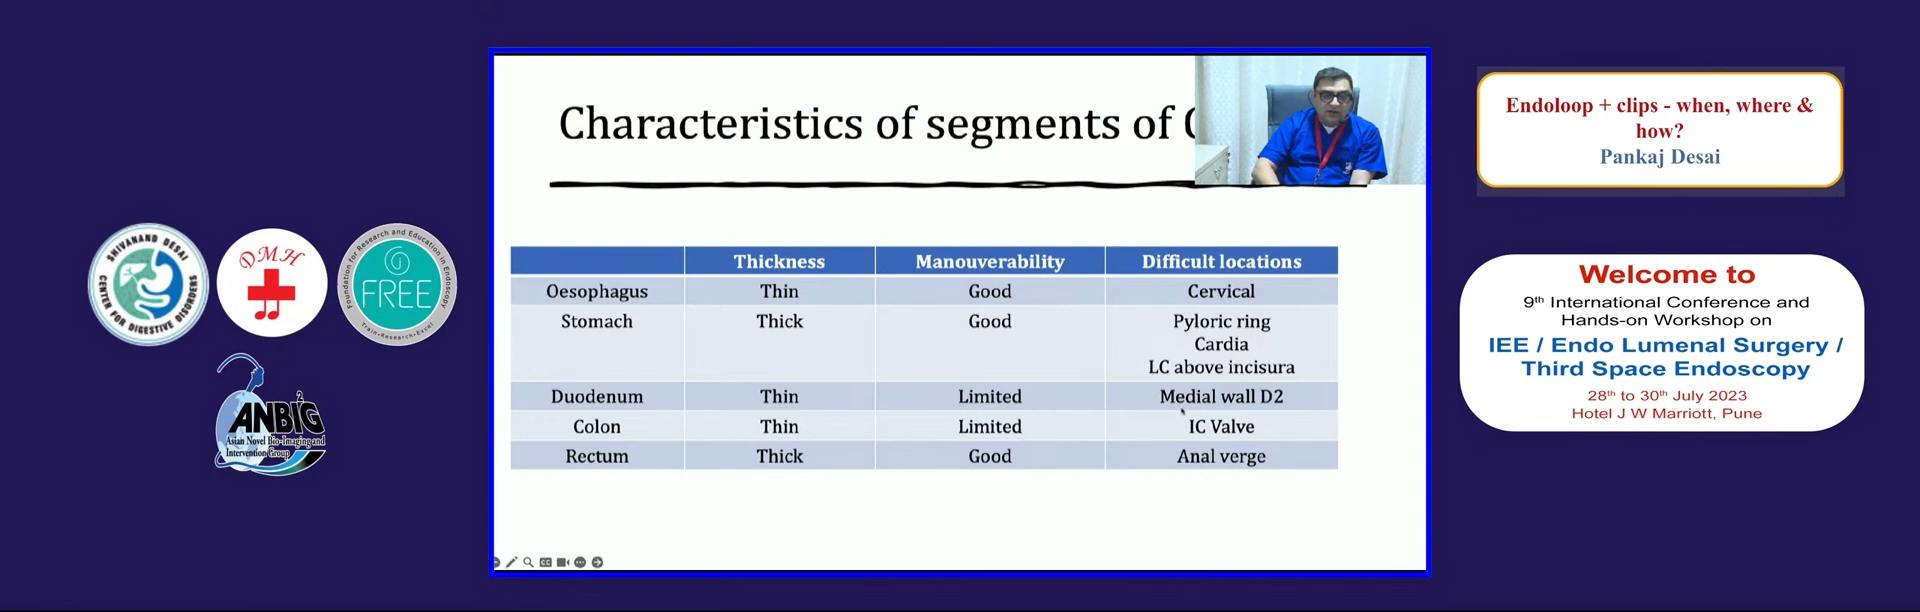 Characteristics of segments of
Thickness Manouverability Difficult locations
Oesophagus Thin Good Cervical
Stomach Thick Good Pyloric ring
Cardia
LC above incisura
Duodenum Thin Limited Medial wall D2
Colon Thin Limited IC Valve
Rectum Thick Good Anal verge
SHIVANAND DESAI
CENTER FOR DIGESTIVE DISORDERS
DMH
Foundation for Research and Education in Endoscopy
FREE
Train•Research•Excel
ANBIG
2
Asian Novel Bio-Imaging and
Intervention Group
Endoloop + clips - when, where &
how?
Pankaj Desai
Welcome to
9th International Conference and
Hands-on Workshop on
IEE / Endo Lumenal Surgery /
Third Space Endoscopy
28th to 30th July 2023
Hotel J W Marriott, Pune
CC